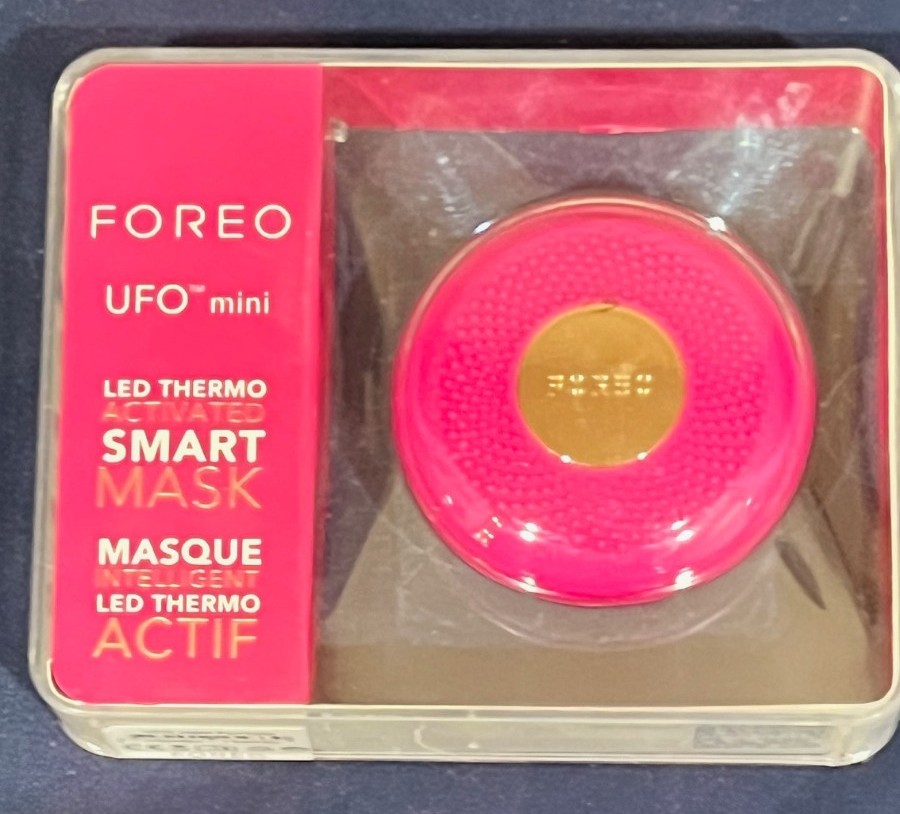 FOREO
UFO™ mini
LED THERMO
ACTIVATED
SMART
MASK
MASQUE
INTELLIGENT
LED THERMO
ACTIF
FOREO